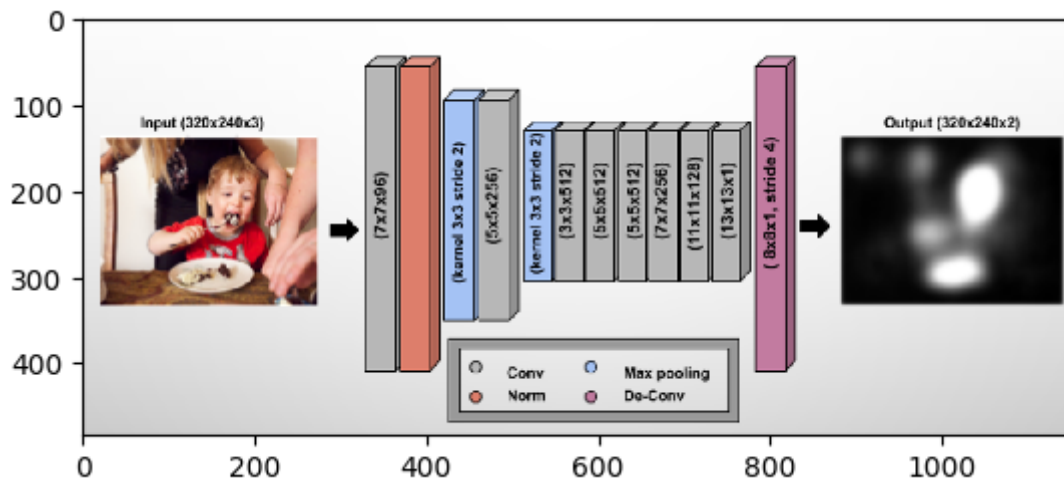 0
100
Input (320x240x3)
Output (320x240x2)
200
300
400
(7x7x96)
(kernel 3x3 stride 2)
(5x5x256)
(kernel 3x3 stride 2)
(3x3x512)
(5x5x512)
(5x5x512)
(7x7x256)
(11x11x128)
(13x13x1)
( 8x8x1, stride 4)
Conv
Max pooling
Norm
De-Conv
0
200
400
600
800
1000